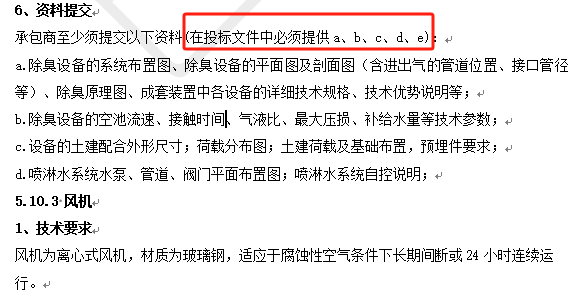 6、资料提交
承包商至少须提交以下资料(在投标文件中必须提供 a、b、c、d、e)：
a.除臭设备的系统布置图、除臭设备的平面图及剖面图（含进出气的管道位置、接口管径
等）、除臭原理图、成套装置中各设备的详细技术规格、技术优势说明等；
b.除臭设备的空池流速、接触时间、气液比、最大压损、补给水量等技术参数；
c.设备的土建配合外形尺寸；荷载分布图；土建荷载及基础布置，预埋件要求；
d.喷淋水系统水泵、管道、阀门平面布置图；喷淋水系统自控说明；
5.10.3 风机
1、技术要求
风机为离心式风机，材质为玻璃钢，适应于腐蚀性空气条件下长期间断或 24 小时连续运
行。